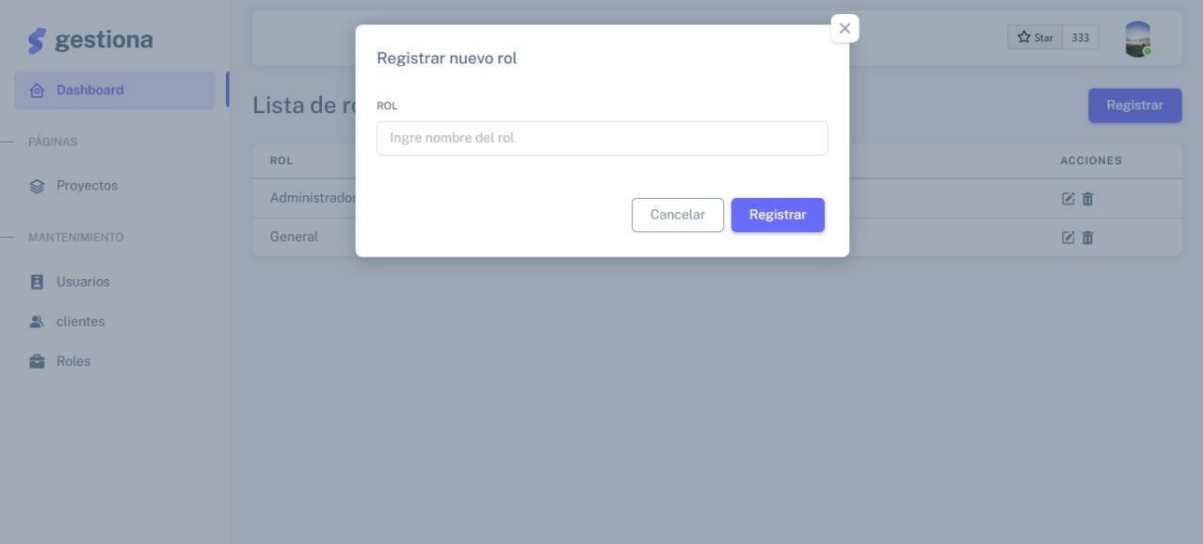 gestiona
Dashboard
PÁGINAS
Proyectos
MANTENIMIENTO
Usuarios
clientes
Roles
Star 333
Lista de
Registrar
ROL ACCIONES
Administrador
General
Registrar nuevo rol
ROL
Ingre nombre del rol
Cancelar Registrar